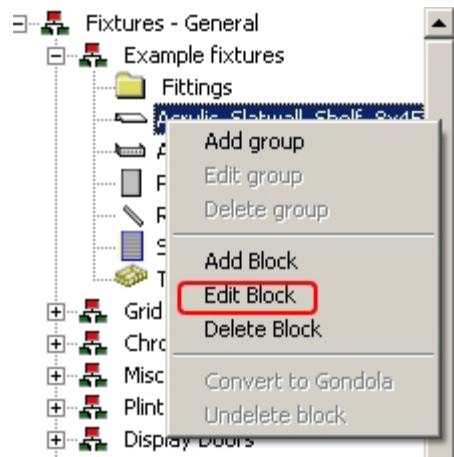 Fixtures - General
Example fixtures
Fittings
Acrylic_Slatwall_Shelf_8x45
Add group
Edit group
Delete group
Add Block
Edit Block
Delete Block
Convert to Gondola
Undelete block
Grid
Chro
Misc
Plint
Display Doors